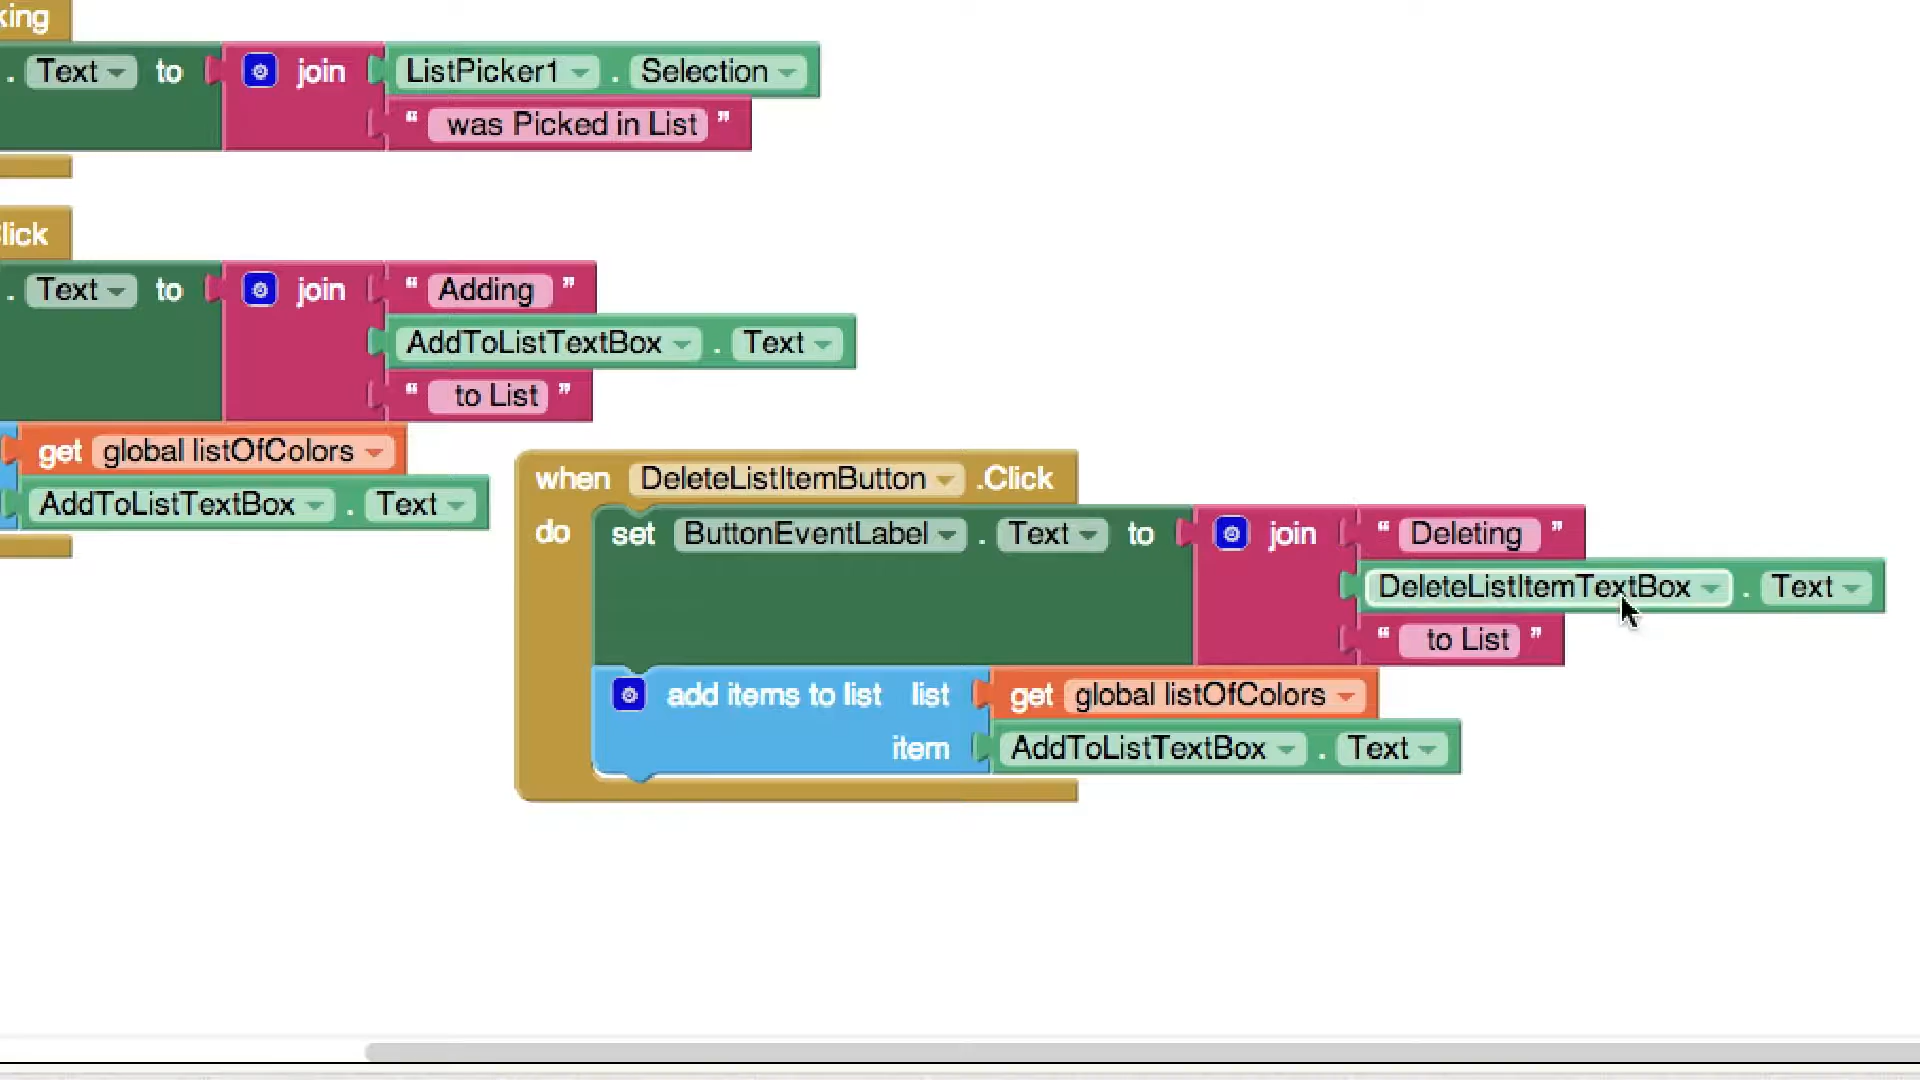 king
. Text to join ListPicker1 . Selection
“ was Picked in List ”
lick
. Text to join “ Adding ”
AddToListTextBox . Text
“ to List ”
get global listOfColors
AddToListTextBox . Text
when DeleteListItemButton .Click
do set ButtonEventLabel . Text to join “ Deleting ”
DeleteListItemTextBox . Text
“ to List ”
add items to list list get global listOfColors
item AddToListTextBox . Text